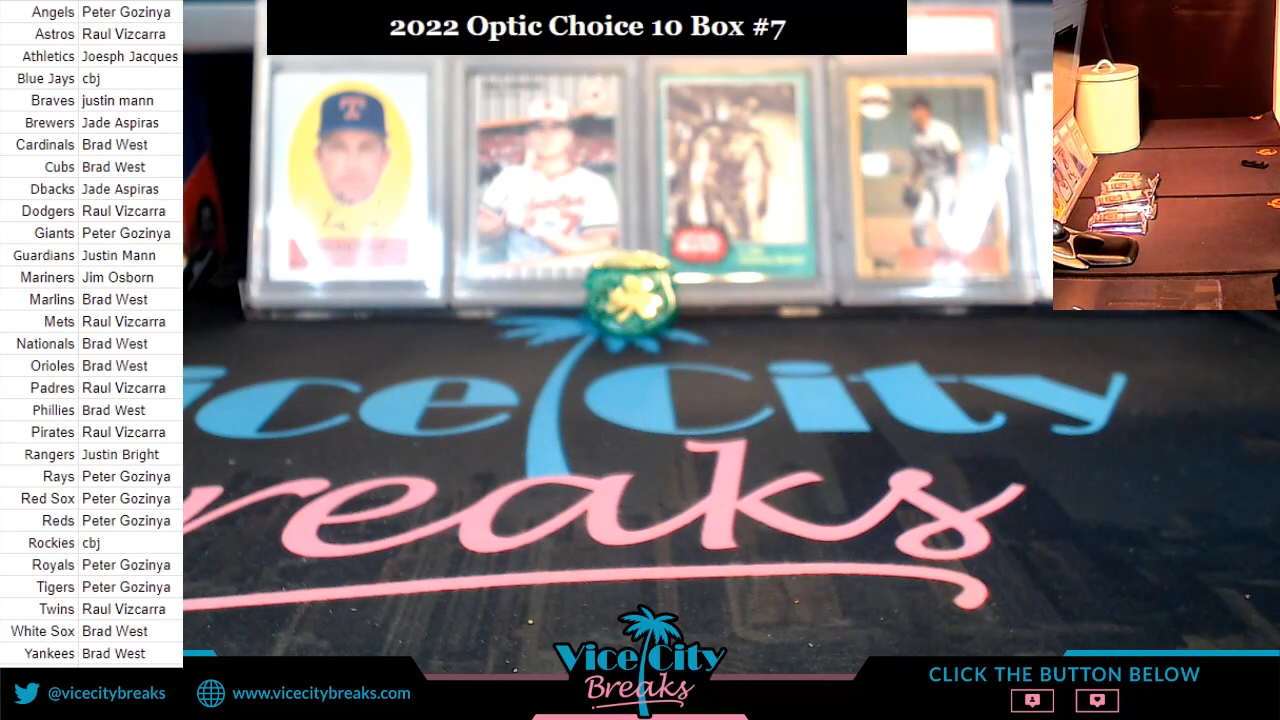 2022 Optic Choice 10 Box #7
Angels Peter Gozinya
Astros Raul Vizcarra
Athletics Joesph Jacques
Blue Jays cbj
Braves justin mann
Brewers Jade Aspiras
Cardinals Brad West
Cubs Brad West
Dbacks Jade Aspiras
Dodgers Raul Vizcarra
Giants Peter Gozinya
Guardians Justin Mann
Mariners Jim Osborn
Marlins Brad West
Mets Raul Vizcarra
Nationals Brad West
Orioles Brad West
Padres Raul Vizcarra
Phillies Brad West
Pirates Raul Vizcarra
Rangers Justin Bright
Rays Peter Gozinya
Red Sox Peter Gozinya
Reds Peter Gozinya
Rockies cbj
Royals Peter Gozinya
Tigers Peter Gozinya
Twins Raul Vizcarra
White Sox Brad West
Yankees Brad West
T
ice City
reaks
@vicecitybreaks
www.vicecitybreaks.com
Vice City
Breaks
CLICK THE BUTTON BELOW